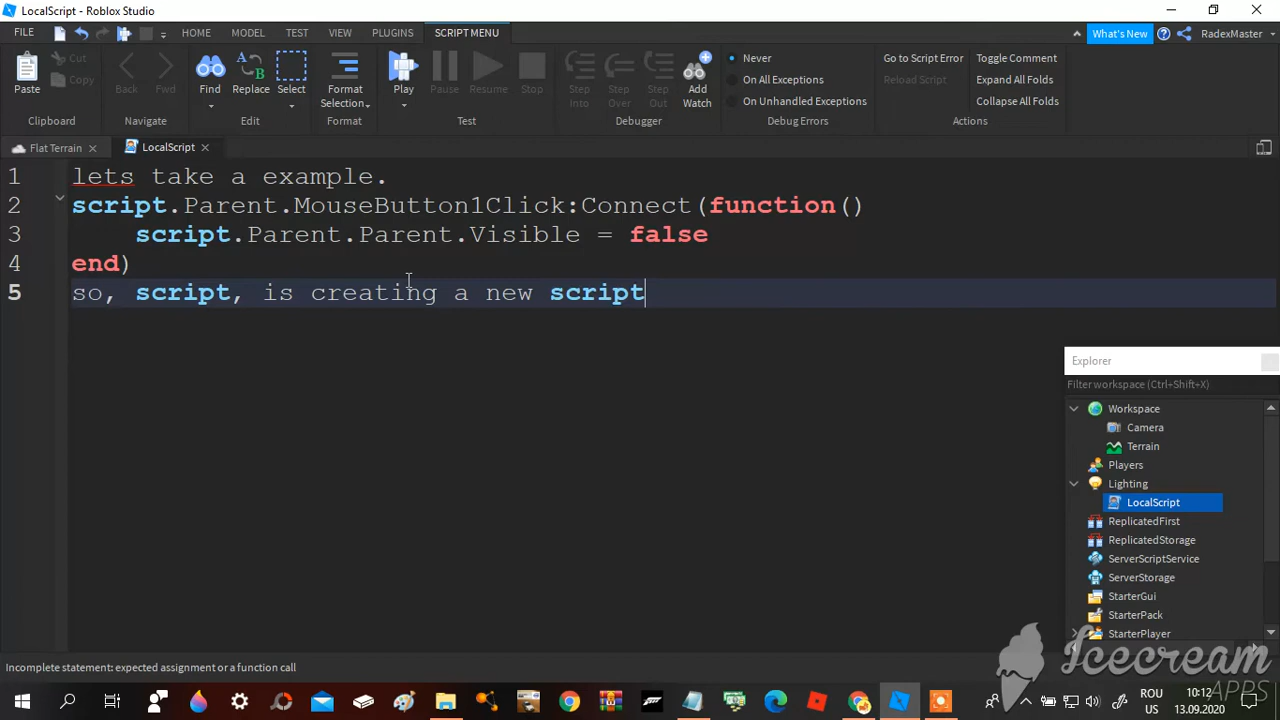 LocalScript - Roblox Studio
FILE HOME MODEL TEST VIEW PLUGINS SCRIPT MENU What's New RadexMaster
Paste Cut Copy
Clipboard
Back Fwd
Navigate
Find Replace Select
Edit
Format Selection
Format
Play Pause Resume Stop
Test
Step Into Step Over Step Out Add Watch
Debugger
Never
On All Exceptions
On Unhandled Exceptions
Debug Errors
Go to Script Error
Reload Script
Toggle Comment
Expand All Folds
Collapse All Folds
Actions
Flat Terrain LocalScript
1 lets take a example.
2 script.Parent.MouseButton1Click:Connect(function()
3 script.Parent.Parent.Visible = false
4 end)
5 so, script, is creating a new script
Explorer
Filter workspace (Ctrl+Shift+X)
Workspace
Camera
Terrain
Players
Lighting
LocalScript
ReplicatedFirst
ReplicatedStorage
ServerScriptService
ServerStorage
StarterGui
StarterPack
StarterPlayer
Incomplete statement: expected assignment or a function call
Icecream
APPS
ROU
US
10:12
13.09.2020